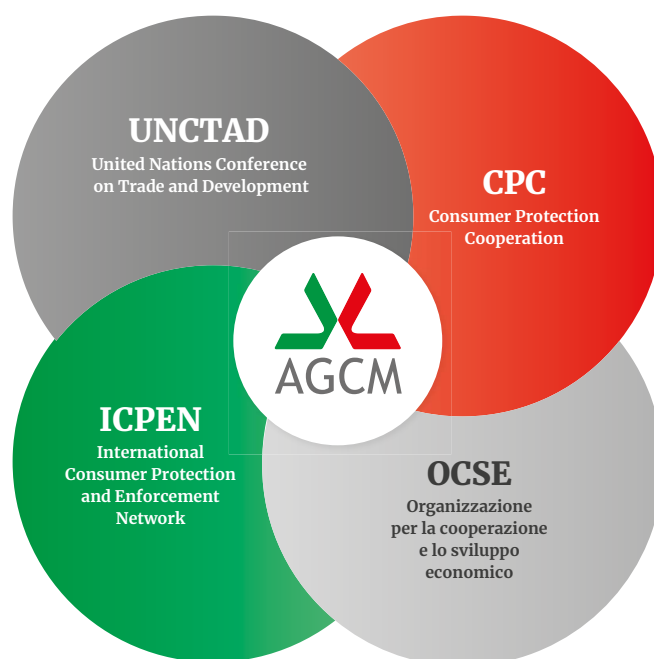 UNCTAD
United Nations Conference
on Trade and Development
CPC
Consumer Protection
Cooperation
AGCM
ICPEN
International
Consumer Protection
and Enforcement
Network
OCSE
Organizzazione
per la cooperazione
e lo sviluppo
economico